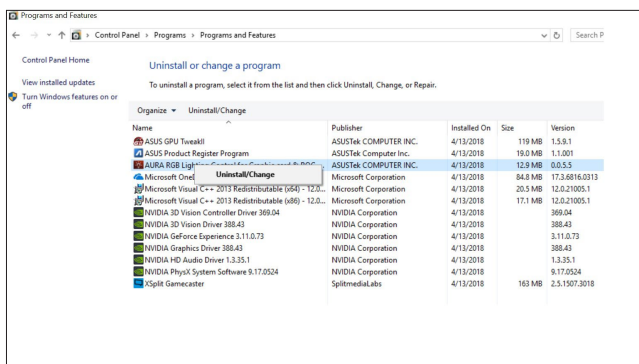 Programs and Features
Control Panel > Programs > Programs and Features
Search P
Control Panel Home
View installed updates
Turn Windows features on or
off
Uninstall or change a program
To uninstall a program, select it from the list and then click Uninstall, Change, or Repair.
Organize Uninstall/Change
Name Publisher Installed On Size Version
ASUS GPU TweakII ASUSTek COMPUTER INC. 4/13/2018 119 MB 1.5.9.1
ASUS Product Register Program ASUSTek Computer Inc. 4/13/2018 19.0 MB 1.1.001
AURA RGB Lighting Control for Graphic card & ROG ASUSTek COMPUTER INC. 4/13/2018 12.9 MB 0.0.5.5
Microsoft OneD Uninstall/Change Microsoft Corporation 4/13/2018 84.8 MB 17.3.6816.0313
Microsoft Visual C++ 2013 Redistributable (x64) - 12.0... Microsoft Corporation 4/13/2018 20.5 MB 12.0.21005.1
Microsoft Visual C++ 2013 Redistributable (x86) - 12.0... Microsoft Corporation 4/13/2018 17.1 MB 12.0.21005.1
NVIDIA 3D Vision Controller Driver 369.04 NVIDIA Corporation 4/13/2018 369.04
NVIDIA 3D Vision Driver 388.43 NVIDIA Corporation 4/13/2018 388.43
NVIDIA GeForce Experience 3.11.0.73 NVIDIA Corporation 4/13/2018 3.11.0.73
NVIDIA Graphics Driver 388.43 NVIDIA Corporation 4/13/2018 388.43
NVIDIA HD Audio Driver 1.3.35.1 NVIDIA Corporation 4/13/2018 1.3.35.1
NVIDIA PhysX System Software 9.17.0524 NVIDIA Corporation 4/13/2018 9.17.0524
XSplit Gamecaster SplitmediaLabs 4/13/2018 163 MB 2.5.1507.3018